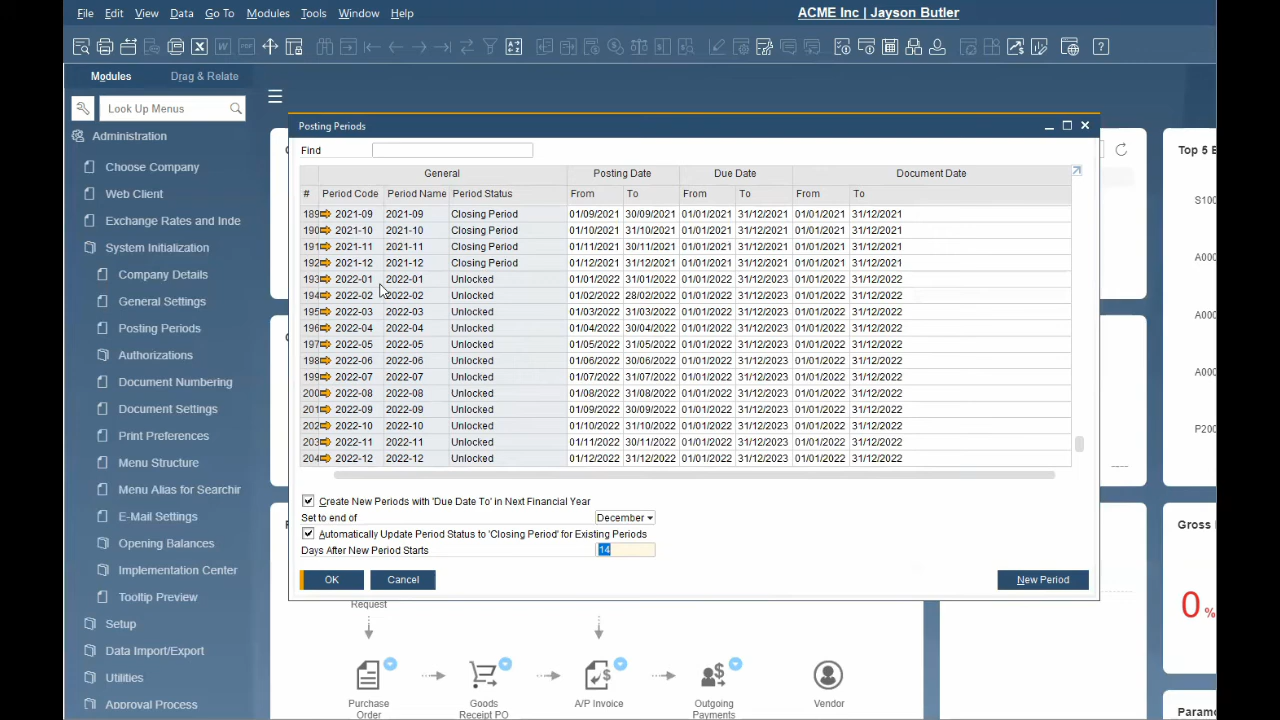 File Edit View Data Go To Modules Tools Window Help
ACME Inc | Jayson Butler
Modules Drag & Relate
Look Up Menus
Administration
Choose Company
Web Client
Exchange Rates and Inde
System Initialization
Company Details
General Settings
Posting Periods
Authorizations
Document Numbering
Document Settings
Print Preferences
Menu Structure
Menu Alias for Searchir
E-Mail Settings
Opening Balances
Implementation Center
Tooltip Preview
Setup
Data Import/Export
Utilities
Approval Process
Posting Periods
Find
General Posting Date Due Date Document Date
# Period Code Period Name Period Status From To From To From To
189 2021-09 2021-09 Closing Period 01/09/2021 30/09/2021 01/01/2021 31/12/2021 01/01/2021 31/12/2021
190 2021-10 2021-10 Closing Period 01/10/2021 31/10/2021 01/01/2021 31/12/2021 01/01/2021 31/12/2021
191 2021-11 2021-11 Closing Period 01/11/2021 30/11/2021 01/01/2021 31/12/2021 01/01/2021 31/12/2021
192 2021-12 2021-12 Closing Period 01/12/2021 31/12/2021 01/01/2021 31/12/2021 01/01/2021 31/12/2021
193 2022-01 2022-01 Unlocked 01/01/2022 31/01/2022 01/01/2022 31/12/2023 01/01/2022 31/12/2022
194 2022-02 2022-02 Unlocked 01/02/2022 28/02/2022 01/01/2022 31/12/2023 01/01/2022 31/12/2022
195 2022-03 2022-03 Unlocked 01/03/2022 31/03/2022 01/01/2022 31/12/2023 01/01/2022 31/12/2022
196 2022-04 2022-04 Unlocked 01/04/2022 30/04/2022 01/01/2022 31/12/2023 01/01/2022 31/12/2022
197 2022-05 2022-05 Unlocked 01/05/2022 31/05/2022 01/01/2022 31/12/2023 01/01/2022 31/12/2022
198 2022-06 2022-06 Unlocked 01/06/2022 30/06/2022 01/01/2022 31/12/2023 01/01/2022 31/12/2022
199 2022-07 2022-07 Unlocked 01/07/2022 31/07/2022 01/01/2022 31/12/2023 01/01/2022 31/12/2022
200 2022-08 2022-08 Unlocked 01/08/2022 31/08/2022 01/01/2022 31/12/2023 01/01/2022 31/12/2022
201 2022-09 2022-09 Unlocked 01/09/2022 30/09/2022 01/01/2022 31/12/2023 01/01/2022 31/12/2022
202 2022-10 2022-10 Unlocked 01/10/2022 31/10/2022 01/01/2022 31/12/2023 01/01/2022 31/12/2022
203 2022-11 2022-11 Unlocked 01/11/2022 30/11/2022 01/01/2022 31/12/2023 01/01/2022 31/12/2022
204 2022-12 2022-12 Unlocked 01/12/2022 31/12/2022 01/01/2022 31/12/2023 01/01/2022 31/12/2022
Create New Periods with 'Due Date To' in Next Financial Year
Set to end of December
Automatically Update Period Status to 'Closing Period' for Existing Periods
Days After New Period Starts 14
OK Cancel New Period
Request
Purchase Order
Goods Receipt PO
A/P Invoice
Outgoing Payments
Vendor
Top 5 B
S100
A000
A000
P200
Gross
0 %
Paramo